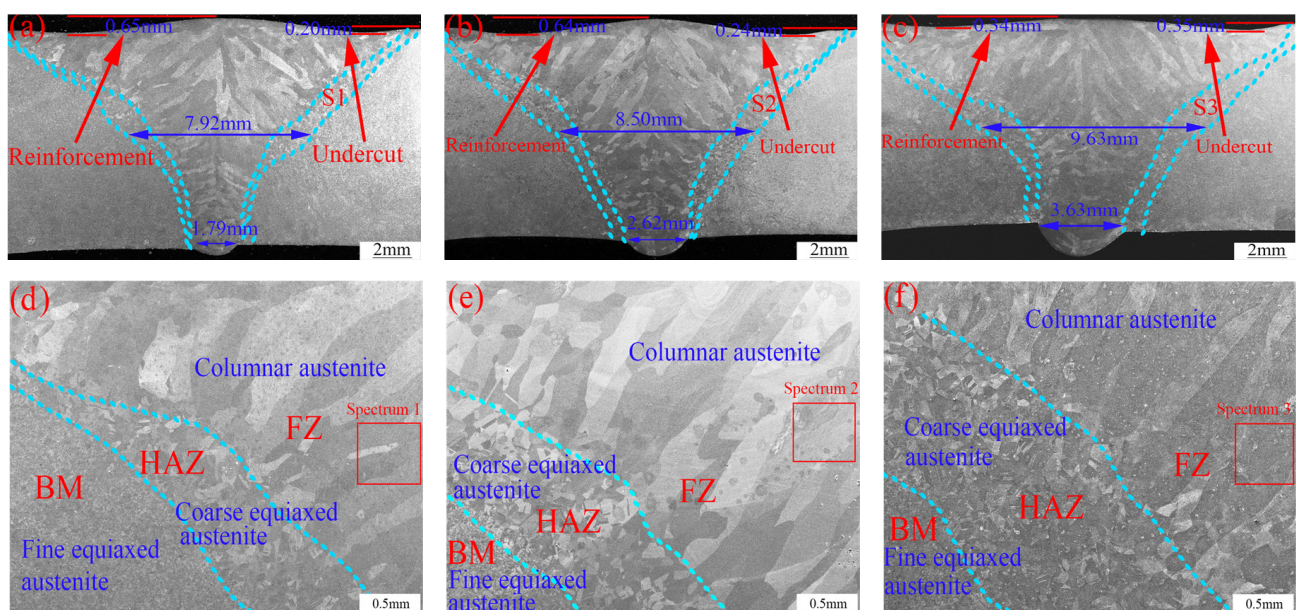 (a)
0.65mm
0.20mm
S1
7.92mm
Reinforcement
Undercut
1.79mm
2mm
(b)
0.64mm
0.24mm
S2
8.50mm
Reinforcement
Undercut
2.62mm
2mm
(c)
0.54mm
0.35mm
S3
9.63mm
Reinforcement
Undercut
3.63mm
2mm
(d)
Columnar austenite
Spectrum 1
FZ
HAZ
BM
Coarse equiaxed
austenite
Fine equiaxed
austenite
0.5mm
(e)
Columnar austenite
Spectrum 2
Coarse equiaxed
austenite
FZ
HAZ
BM
Fine equiaxed
austenite
0.5mm
(f)
Columnar austenite
Spectrum 3
Coarse equiaxed
austenite
FZ
HAZ
BM
Fine equiaxed
austenite
0.5mm